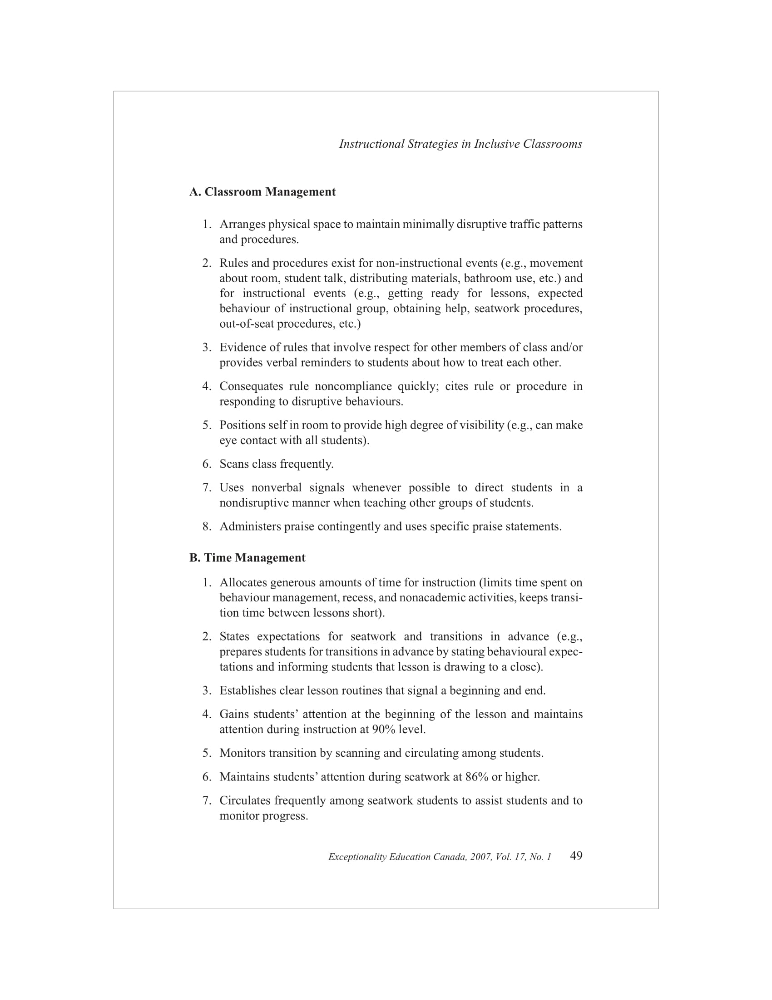 Instructional Strategies in Inclusive Classrooms
A. Classroom Management
1. Arranges physical space to maintain minimally disruptive traffic patterns
and procedures.
2. Rules and procedures exist for non-instructional events (e.g., movement
about room, student talk, distributing materials, bathroom use, etc.) and
for instructional events (e.g., getting ready for lessons, expected
behaviour of instructional group, obtaining help, seatwork procedures,
out-of-seat procedures, etc.)
3. Evidence of rules that involve respect for other members of class and/or
provides verbal reminders to students about how to treat each other.
4. Consequates rule noncompliance quickly; cites rule or procedure in
responding to disruptive behaviours.
5. Positions self in room to provide high degree of visibility (e.g., can make
eye contact with all students).
6. Scans class frequently.
7. Uses nonverbal signals whenever possible to direct students in a
nondisruptive manner when teaching other groups of students.
8. Administers praise contingently and uses specific praise statements.
B. Time Management
1. Allocates generous amounts of time for instruction (limits time spent on
behaviour management, recess, and nonacademic activities, keeps transi-
tion time between lessons short).
2. States expectations for seatwork and transitions in advance (e.g.,
prepares students for transitions in advance by stating behavioural expec-
tations and informing students that lesson is drawing to a close).
3. Establishes clear lesson routines that signal a beginning and end.
4. Gains students’ attention at the beginning of the lesson and maintains
attention during instruction at 90% level.
5. Monitors transition by scanning and circulating among students.
6. Maintains students’ attention during seatwork at 86% or higher.
7. Circulates frequently among seatwork students to assist students and to
monitor progress.
Exceptionality Education Canada, 2007, Vol. 17, No. 1 49